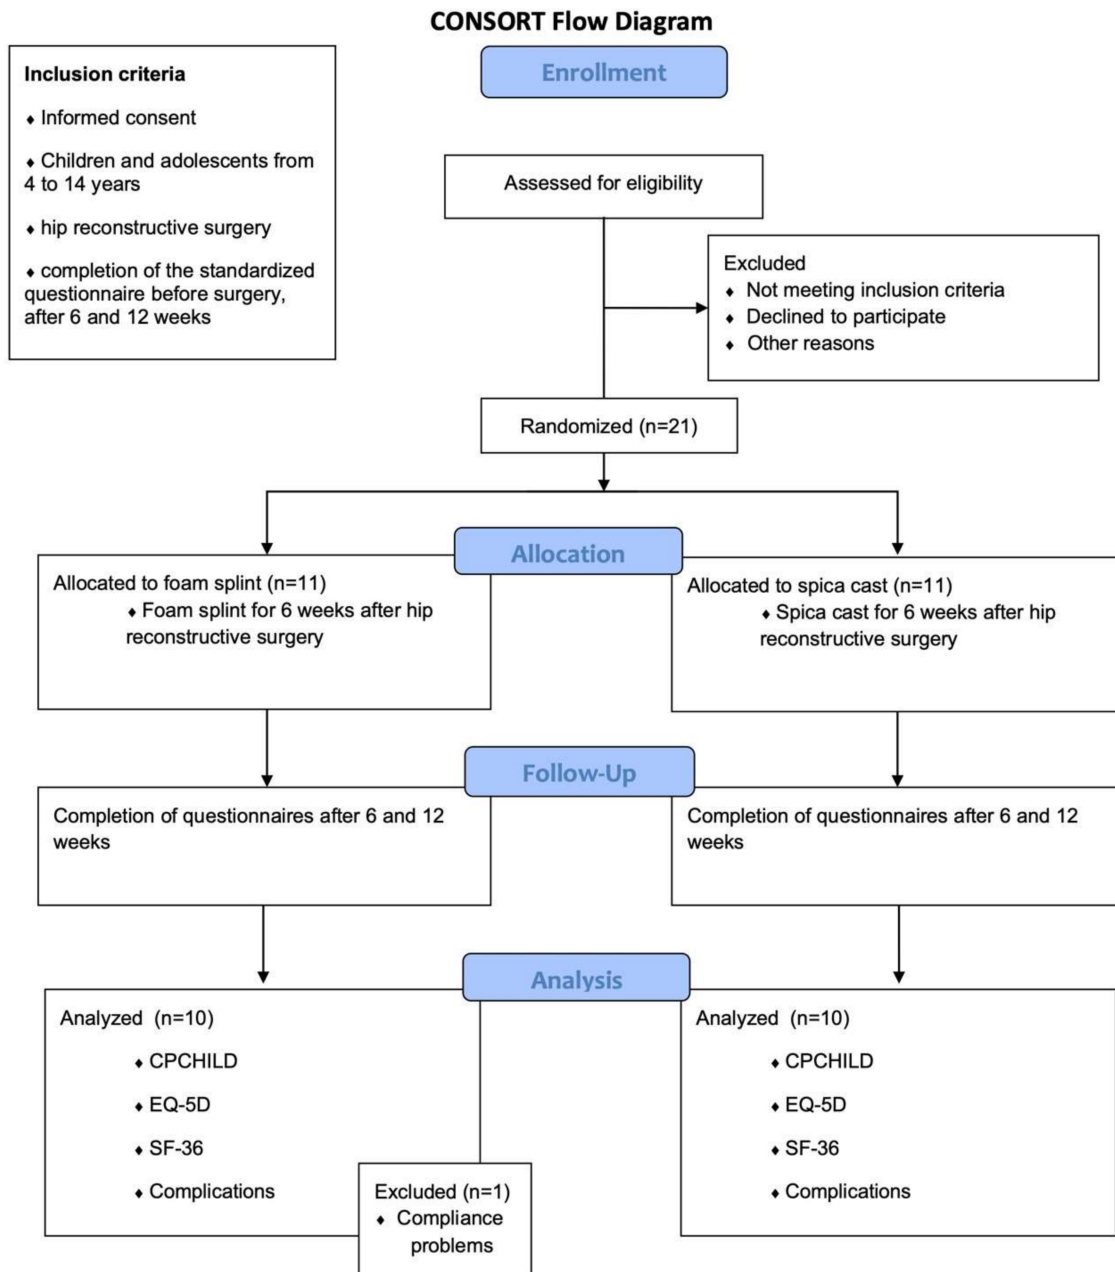 CONSORT Flow Diagram
Enrollment
Inclusion criteria
♦ Informed consent
♦ Children and adolescents from
4 to 14 years
♦ hip reconstructive surgery
♦ completion of the standardized
questionnaire before surgery,
after 6 and 12 weeks
Assessed for eligibility
Excluded
♦ Not meeting inclusion criteria
♦ Declined to participate
♦ Other reasons
Randomized (n=21)
Allocation
Allocated to foam splint (n=11)
♦ Foam splint for 6 weeks after hip
reconstructive surgery
Allocated to spica cast (n=11)
♦ Spica cast for 6 weeks after hip
reconstructive surgery
Follow-Up
Completion of questionnaires after 6 and 12
weeks
Completion of questionnaires after 6 and 12
weeks
Analysis
Analyzed (n=10)
♦ CPCHILD
♦ EQ-5D
♦ SF-36
♦ Complications
Excluded (n=1)
♦ Compliance
problems
Analyzed (n=10)
♦ CPCHILD
♦ EQ-5D
♦ SF-36
♦ Complications